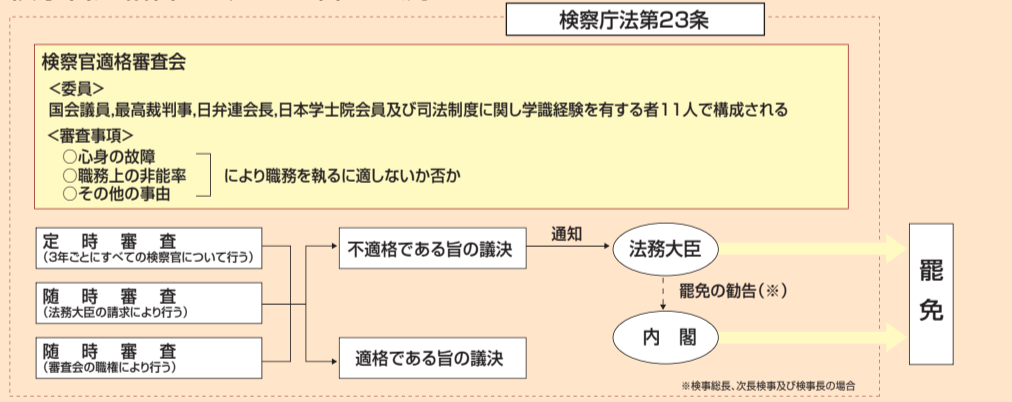 検察庁法第23条
検察官適格審査会
<委員>
国会議員,最高裁判事,日弁連会長,日本学士院会員及び司法制度に関し学識経験を有する者11人で構成される
<審査事項>
○心身の故障
○職務上の非能率
○その他の事由
により職務を執るに適しないか否か
定時審査
(3年ごとにすべての検察官について行う)
随時審査
(法務大臣の請求により行う)
随時審査
(審査会の職権により行う)
不適格である旨の議決
適格である旨の議決
通知
法務大臣
罷免の勧告(※)
内閣
罷免
※検事総長、次長検事及び検事長の場合